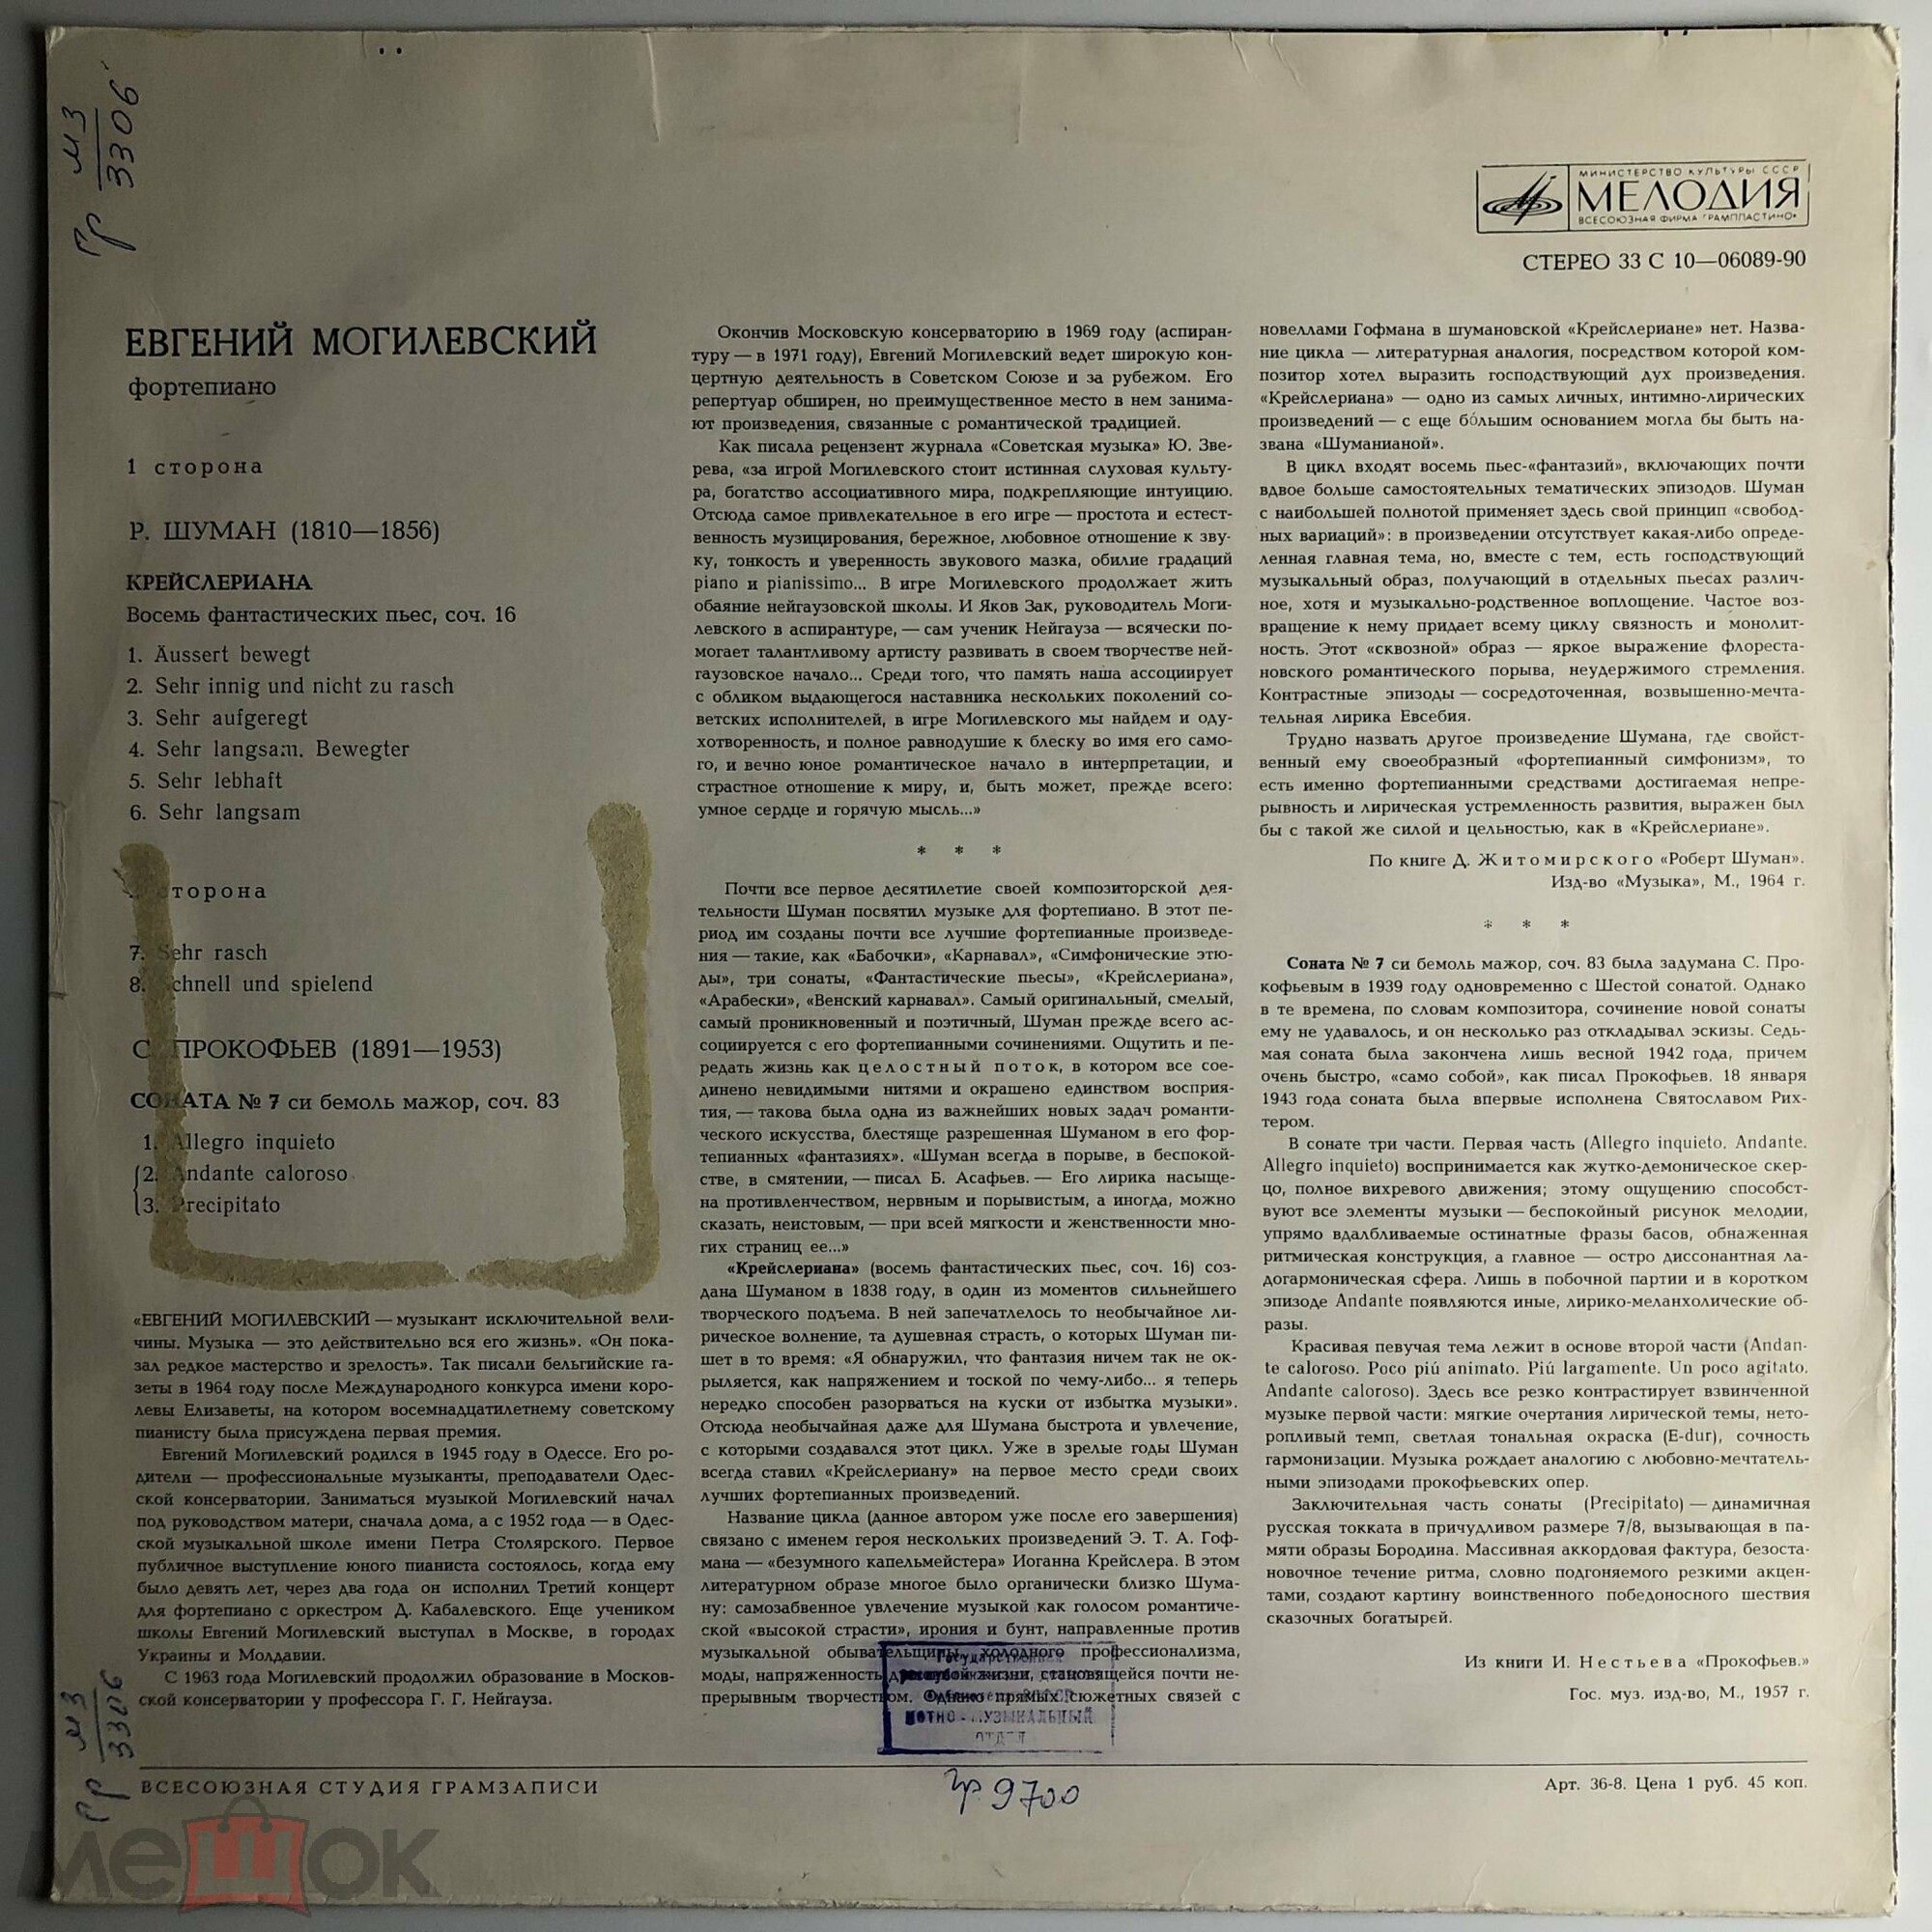 Гр МЗ
3306
МИНИСТЕРСТВО КУЛЬТУРЫ СССР
МЕЛОДИЯ
ВСЕСОЮЗНАЯ ФИРМА ГРАМПЛАСТИНОК
СТЕРЕО 33 С 10—06089-90
ЕВГЕНИЙ МОГИЛЕВСКИЙ
фортепиано
1 сторона
Р. ШУМАН (1810—1856)
КРЕЙСЛЕРИАНА
Восемь фантастических пьес, соч. 16
1. Äussert bewegt
2. Sehr innig und nicht zu rasch
3. Sehr aufgeregt
4. Sehr langsam. Bewegter
5. Sehr lebhaft
6. Sehr langsam
сторона
7. Sehr rasch
8. Schnell und spielend
С. ПРОКОФЬЕВ (1891—1953)
СОНАТА № 7 си бемоль мажор, соч. 83
1. Allegro inquieto
2. Andante caloroso
3. Precipitato
«ЕВГЕНИЙ МОГИЛЕВСКИЙ — музыкант исключительной вели-
чины. Музыка — это действительно вся его жизнь». «Он пока-
зал редкое мастерство и зрелость». Так писали бельгийские га-
зеты в 1964 году после Международного конкурса имени коро-
левы Елизаветы, на котором восемнадцатилетнему советскому
пианисту была присуждена первая премия.
Евгений Могилевский родился в 1945 году в Одессе. Его ро-
дители — профессиональные музыканты, преподаватели Одес-
ской консерватории. Заниматься музыкой Могилевский начал
под руководством матери, сначала дома, а с 1952 года — в Одес-
ской музыкальной школе имени Петра Столярского. Первое
публичное выступление юного пианиста состоялось, когда ему
было девять лет, через два года он исполнил Третий концерт
для фортепиано с оркестром Д. Кабалевского. Еще учеником
школы Евгений Могилевский выступал в Москве, в городах
Украины и Молдавии.
С 1963 года Могилевский продолжил образование в Москов-
ской консерватории у профессора Г. Г. Нейгауза.
Окончив Московскую консерваторию в 1969 году (аспиран-
туру — в 1971 году), Евгений Могилевский ведет широкую кон-
цертную деятельность в Советском Союзе и за рубежом. Его
репертуар обширен, но преимущественное место в нем занима-
ют произведения, связанные с романтической традицией.
Как писала рецензент журнала «Советская музыка» Ю. Зве-
рева, «за игрой Могилевского стоит истинная слуховая культу-
ра, богатство ассоциативного мира, подкрепляющие интуицию.
Отсюда самое привлекательное в его игре — простота и естест-
венность музицирования, бережное, любовное отношение к зву-
ку, тонкость и уверенность звукового мазка, обилие градаций
piano и pianissimo... В игре Могилевского продолжает жить
обаяние нейгаузовской школы. И Яков Зак, руководитель Моги-
левского в аспирантуре, — сам ученик Нейгауза — всячески по-
могает талантливому артисту развивать в своем творчестве ней-
гаузовское начало... Среди того, что память наша ассоциирует
с обликом выдающегося наставника нескольких поколений со-
ветских исполнителей, в игре Могилевского мы найдем и оду-
хотворенность, и полное равнодушие к блеску во имя его само-
го, и вечно юное романтическое начало в интерпретации, и
страстное отношение к миру, и, быть может, прежде всего:
умное сердце и горячую мысль...»
* * *
Почти все первое десятилетие своей композиторской дея-
тельности Шуман посвятил музыке для фортепиано. В этот пе-
риод им созданы почти все лучшие фортепианные произведе-
ния — такие, как «Бабочки», «Карнавал», «Симфонические этю-
ды», три сонаты, «Фантастические пьесы», «Крейслериана»,
«Арабески», «Венский карнавал». Самый оригинальный, смелый,
самый проникновенный и поэтичный, Шуман прежде всего ас-
социируется с его фортепианными сочинениями. Ощутить и пе-
редать жизнь как целостный поток, в котором все сое-
динено невидимыми нитями и окрашено единством восприя-
тия, — такова была одна из важнейших новых задач романти-
ческого искусства, блестяще разрешенная Шуманом в его фор-
тепианных «фантазиях». «Шуман всегда в порыве, в беспокой-
стве, в смятении, — писал Б. Асафьев. — Его лирика насыще-
на противленчеством, нервным и порывистым, а иногда, можно
сказать, неистовым, — при всей мягкости и женственности мно-
гих страниц ее...»
«Крейслериана» (восемь фантастических пьес, соч. 16) соз-
дана Шуманом в 1838 году, в один из моментов сильнейшего
творческого подъема. В ней запечатлелось то необычайное ли-
рическое волнение, та душевная страсть, о которых Шуман пи-
шет в то время: «Я обнаружил, что фантазия ничем так не ок-
рыляется, как напряжением и тоской по чему-либо... я теперь
нередко способен разорваться на куски от избытка музыки».
Отсюда необычайная даже для Шумана быстрота и увлечение,
с которыми создавался этот цикл. Уже в зрелые годы Шуман
всегда ставил «Крейслериану» на первое место среди своих
лучших фортепианных произведений.
Название цикла (данное автором уже после его завершения)
связано с именем героя нескольких произведений Э. Т. А. Гоф-
мана — «безумного капельмейстера» Иоганна Крейслера. В этом
литературном образе многое было органически близко Шума-
ну: самозабвенное увлечение музыкой как голосом романтиче-
ской «высокой страсти», ирония и бунт, направленные против
музыкальной обывательщины, холодного профессионализма,
моды, напряженность духовной жизни, становящейся почти не-
прерывным творчеством. Однако прямых сюжетных связей с
новеллами Гофмана в шумановской «Крейслериане» нет. Назва-
ние цикла — литературная аналогия, посредством которой ком-
позитор хотел выразить господствующий дух произведения.
«Крейслериана» — одно из самых личных, интимно-лирических
произведений — с еще бо́льшим основанием могла бы быть на-
звана «Шуманианой».
В цикл входят восемь пьес-«фантазий», включающих почти
вдвое больше самостоятельных тематических эпизодов. Шуман
с наибольшей полнотой применяет здесь свой принцип «свобод-
ных вариаций»: в произведении отсутствует какая-либо опреде-
ленная главная тема, но, вместе с тем, есть господствующий
музыкальный образ, получающий в отдельных пьесах различ-
ное, хотя и музыкально-родственное воплощение. Частое воз-
вращение к нему придает всему циклу связность и монолит-
ность. Этот «сквозной» образ — яркое выражение флореста-
новского романтического порыва, неудержимого стремления.
Контрастные эпизоды — сосредоточенная, возвышенно-мечта-
тельная лирика Евсебия.
Трудно назвать другое произведение Шумана, где свойст-
венный ему своеобразный «фортепианный симфонизм», то
есть именно фортепианными средствами достигаемая непре-
рывность и лирическая устремленность развития, выражен был
бы с такой же силой и цельностью, как в «Крейслериане».
По книге Д. Житомирского «Роберт Шуман».
Изд-во «Музыка», М., 1964 г.
* * *
Соната № 7 си бемоль мажор, соч. 83 была задумана С. Про-
кофьевым в 1939 году одновременно с Шестой сонатой. Однако
в те времена, по словам композитора, сочинение новой сонаты
ему не удавалось, и он несколько раз откладывал эскизы. Седь-
мая соната была закончена лишь весной 1942 года, причем
очень быстро, «само собой», как писал Прокофьев. 18 января
1943 года соната была впервые исполнена Святославом Рих-
тером.
В сонате три части. Первая часть (Allegro inquieto. Andante.
Allegro inquieto) воспринимается как жутко-демоническое скер-
цо, полное вихревого движения; этому ощущению способст-
вуют все элементы музыки — беспокойный рисунок мелодии,
упрямо вдалбливаемые остинатные фразы басов, обнаженная
ритмическая конструкция, а главное — остро диссонантная ла-
догармоническая сфера. Лишь в побочной партии и в коротком
эпизоде Andante появляются иные, лирико-меланхолические об-
разы.
Красивая певучая тема лежит в основе второй части (Andan-
te caloroso. Poco piú animato. Piú largamente. Un poco agitato.
Andante caloroso). Здесь все резко контрастирует взвинченной
музыке первой части: мягкие очертания лирической темы, нето-
ропливый темп, светлая тональная окраска (E-dur), сочность
гармонизации. Музыка рождает аналогию с любовно-мечтатель-
ными эпизодами прокофьевских опер.
Заключительная часть сонаты (Precipitato) — динамичная
русская токката в причудливом размере 7/8, вызывающая в па-
мяти образы Бородина. Массивная аккордовая фактура, безоста-
новочное течение ритма, словно подгоняемого резкими акцен-
тами, создают картину воинственного победоносного шествия
сказочных богатырей.
Из книги И. Нестьева «Прокофьев.»
Гос. муз. изд-во, М., 1957 г.
НОТНО-МУЗЫКАЛЬНЫЙ
ОТДЕЛ
Гр МЗ
3306
ВСЕСОЮЗНАЯ СТУДИЯ ГРАМЗАПИСИ
Гр 9700
Арт. 36-8. Цена 1 руб. 45 коп.
мешок